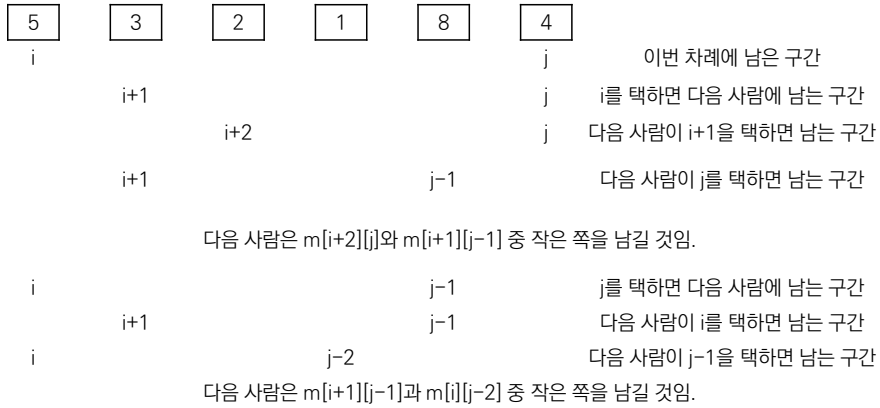 5 3 2 1 8 4
i j 이번 차례에 남은 구간
i+1 j i를 택하면 다음 사람에 남는 구간
i+2 j 다음 사람이 i+1을 택하면 남는 구간
i+1 j-1 다음 사람이 j를 택하면 남는 구간
다음 사람은 m[i+2][j]와 m[i+1][j-1] 중 작은 쪽을 남길 것임.
i j-1 j를 택하면 다음 사람에 남는 구간
i+1 j-1 다음 사람이 i를 택하면 남는 구간
i j-2 다음 사람이 j-1을 택하면 남는 구간
다음 사람은 m[i+1][j-1]과 m[i][j-2] 중 작은 쪽을 남길 것임.